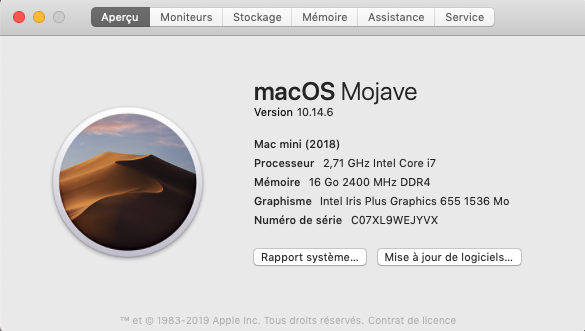 Aperçu Moniteurs Stockage Mémoire Assistance Service
macOS Mojave
Version 10.14.6
Mac mini (2018)
Processeur 2,71 GHz Intel Core i7
Mémoire 16 Go 2400 MHz DDR4
Graphisme Intel Iris Plus Graphics 655 1536 Mo
Numéro de série C07XL9WEJYVX
Rapport système... Mise à jour de logiciels...
™ et © 1983-2019 Apple Inc. Tous droits réservés. Contrat de licence